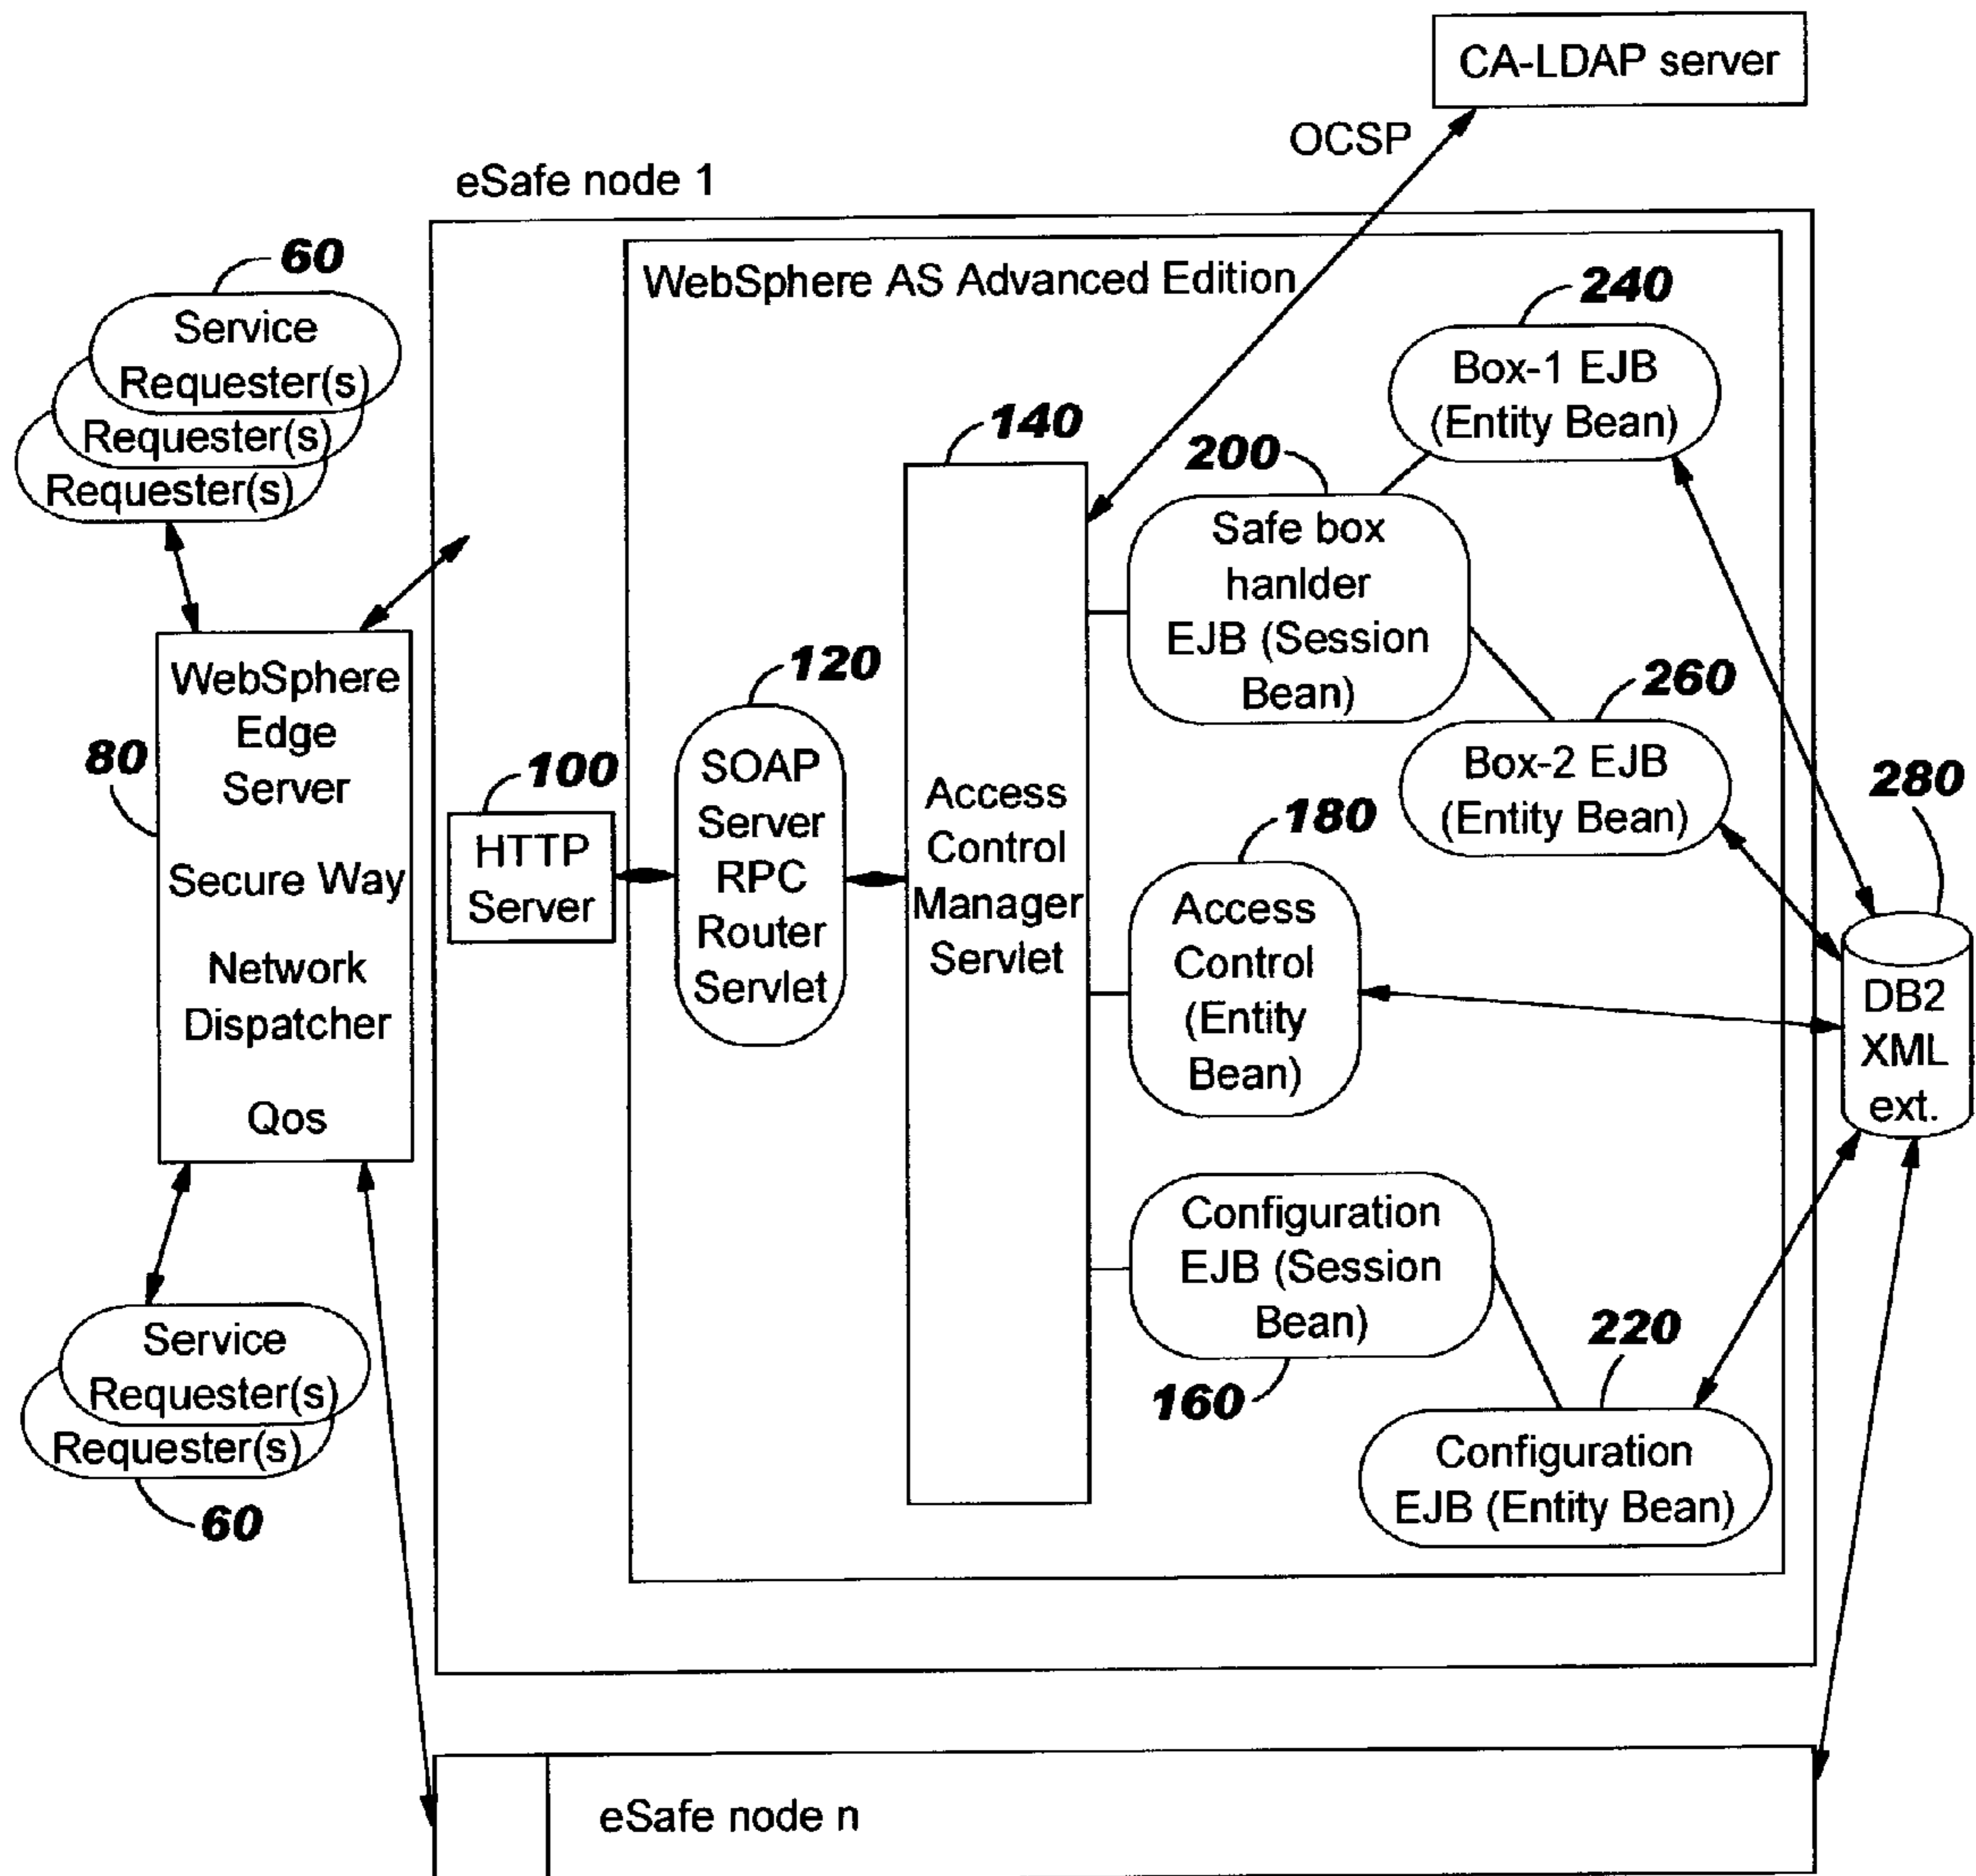 CA-LDAP server
OCSP
eSafe node 1
60
Service
Requester(s)
Requester(s)
Requester(s)
WebSphere AS Advanced Edition
240
Box-1 EJB
(Entity Bean)
140
200
Safe box
hanlder
EJB (Session
Bean)
80
WebSphere
Edge
Server
Secure Way
Network
Dispatcher
Qos
100
HTTP
Server
120
SOAP
Server
RPC
Router
Servlet
Access
Control
Manager
Servlet
260
Box-2 EJB
(Entity Bean)
180
Access
Control
(Entity
Bean)
280
DB2
XML
ext.
Configuration
EJB (Session
Bean)
160
220
Configuration
EJB (Entity Bean)
Service
Requester(s)
Requester(s)
60
eSafe node n